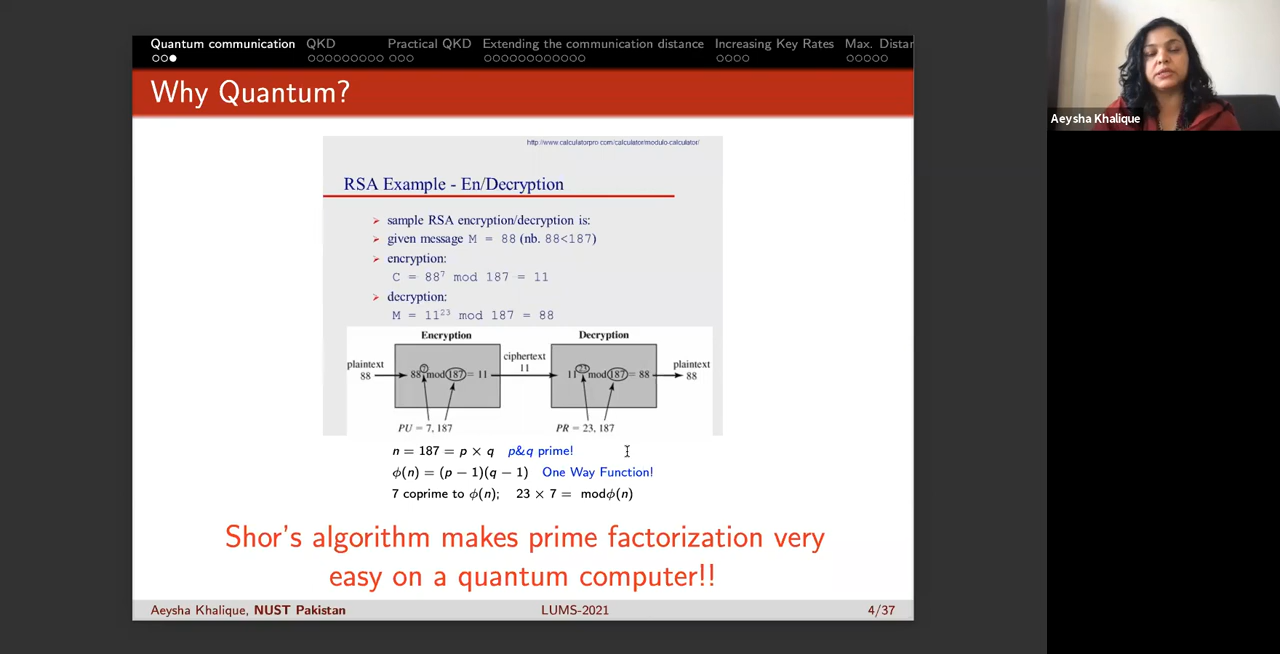 Quantum communication QKD Practical QKD Extending the communication distance Increasing Key Rates Max. Distar
Why Quantum?
Aeysha Khalique
http://www.calculatorpro.com/calculator/modulo-calculator/
RSA Example - En/Decryption
➢ sample RSA encryption/decryption is:
➢ given message M = 88 (nb. 88<187)
➢ encryption:
C = 88⁷ mod 187 = 11
➢ decryption:
M = 11²³ mod 187 = 88
Encryption Decryption
plaintext
88
88⁷ mod 187 = 11
ciphertext
11
11²³ mod 187 = 88
plaintext
88
PU = 7, 187 PR = 23, 187
n = 187 = p × q p&q prime!
ϕ(n) = (p − 1)(q − 1) One Way Function!
7 coprime to ϕ(n); 23 × 7 = modϕ(n)
Shor's algorithm makes prime factorization very
easy on a quantum computer!!
Aeysha Khalique, NUST Pakistan LUMS-2021 4/37